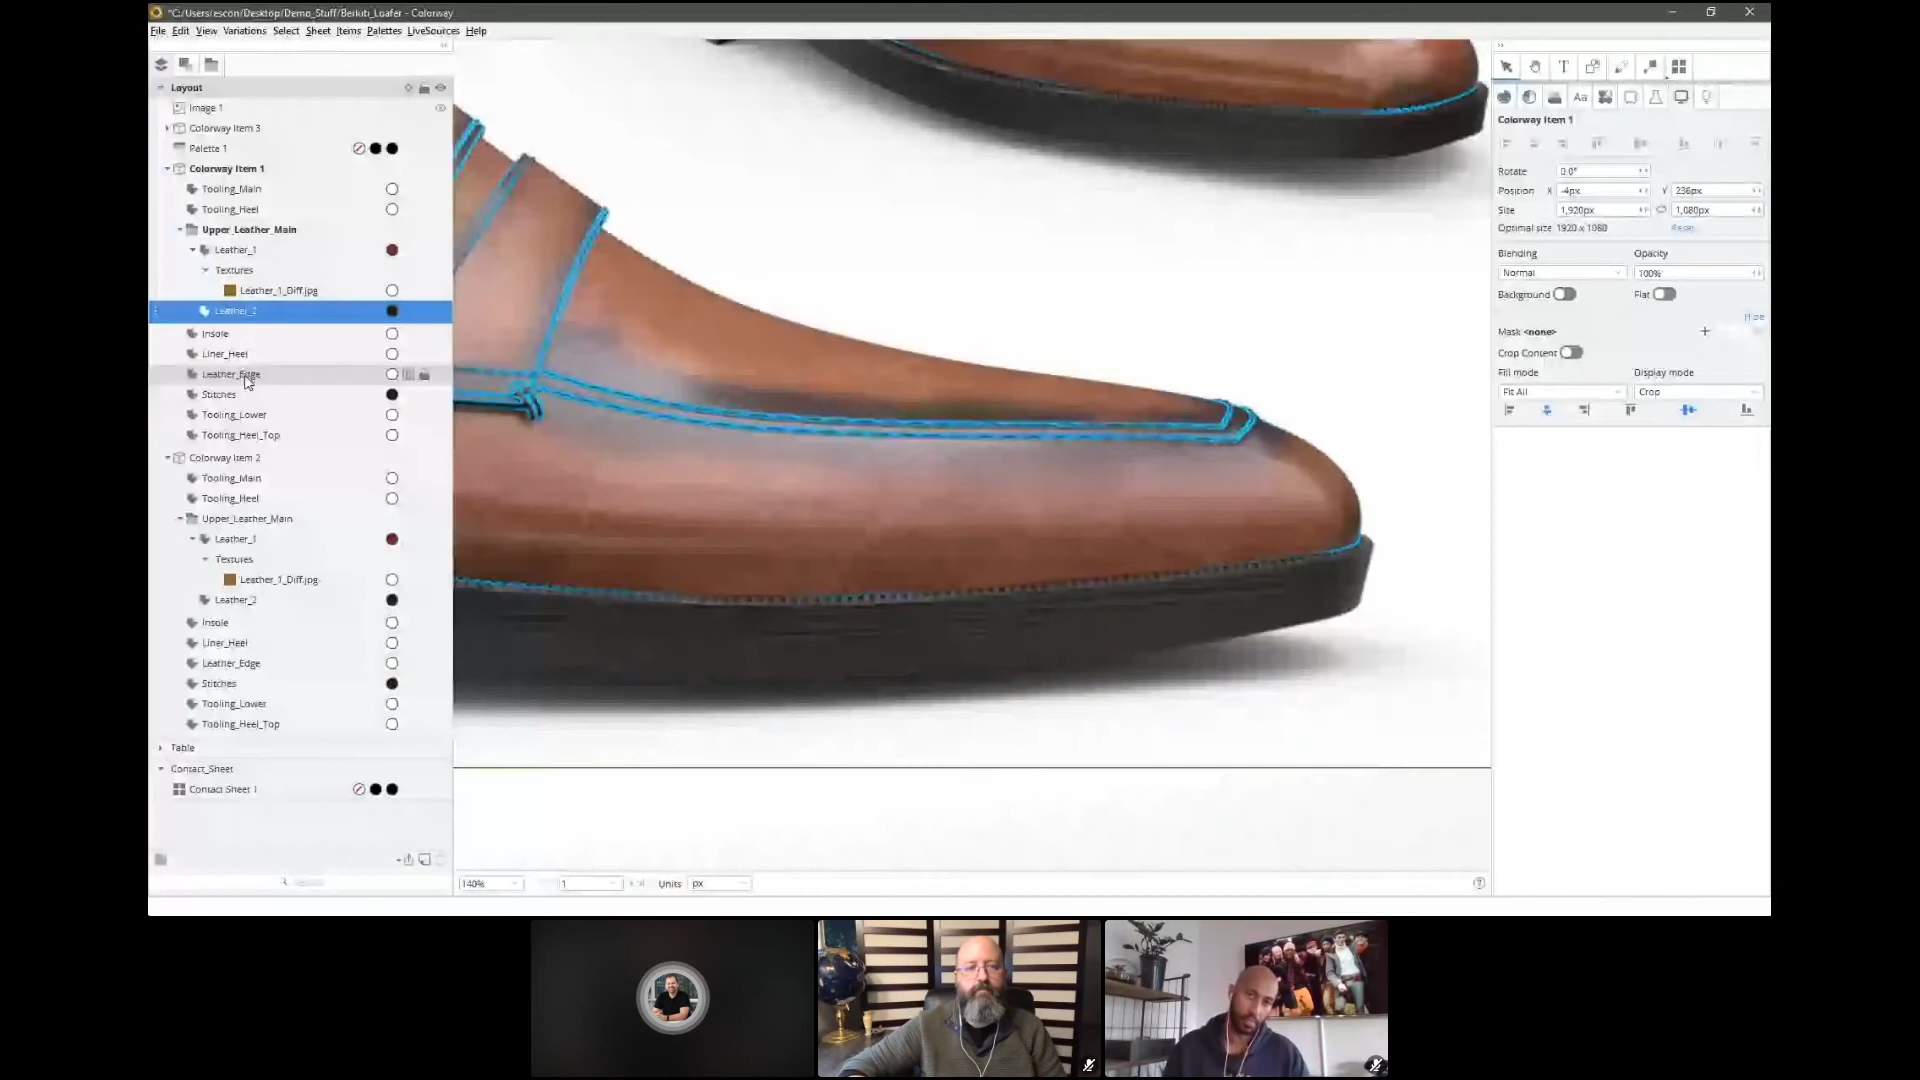 *C:/Users/escon/Desktop/Demo_Stuff/Berkiti_Loafer - Colorway
File Edit View Variations Select Sheet Items Palettes LiveSources Help
Layout
Image 1
Colorway Item 3
Palette 1
Colorway Item 1
Tooling_Main
Tooling_Heel
Upper_Leather_Main
Leather_1
Textures
Leather_1_Diff.jpg
Leather_2
Insole
Liner_Heel
Leather_Edge
Stitches
Tooling_Lower
Tooling_Heel_Top
Colorway Item 2
Tooling_Main
Tooling_Heel
Upper_Leather_Main
Leather_1
Textures
Leather_1_Diff.jpg
Leather_2
Insole
Liner_Heel
Leather_Edge
Stitches
Tooling_Lower
Tooling_Heel_Top
Table
Contact_Sheet
Contact Sheet 1
Search
140% 1 Units px
T
Aa
Colorway Item 1
Rotate 0.0°
Position X -4px Y 236px
Size 1,920px 1,080px
Optimal size 1920 x 1080 Reset
Blending Opacity
Normal 100%
Background Flat
Hide
Mask <none>
Crop Content
Fill mode Display mode
Fit All Crop